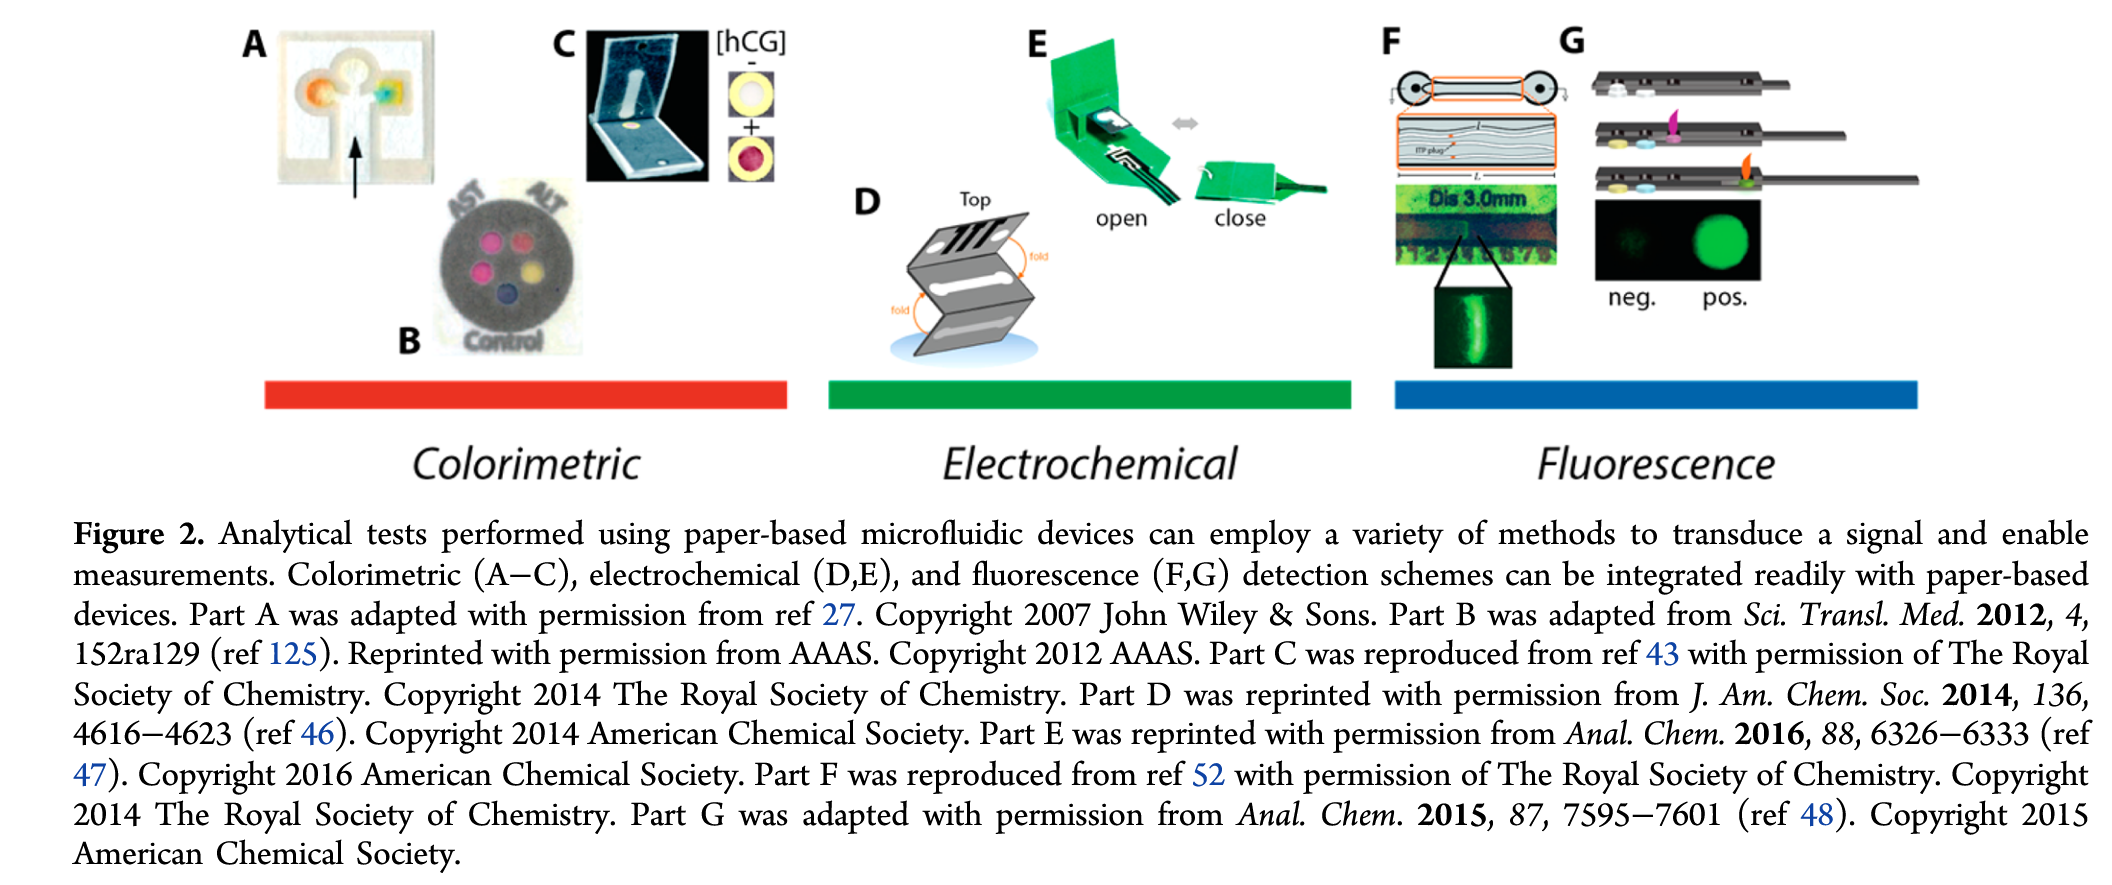 A
C
[hCG]
-
+
E
F
G
l
ITP plug
L
AST
ALT
D
Top
open
close
Dis 3.0mm
fold
fold
neg.
pos.
B
Control
Colorimetric
Electrochemical
Fluorescence
Figure 2. Analytical tests performed using paper-based microfluidic devices can employ a variety of methods to transduce a signal and enable
measurements. Colorimetric (A−C), electrochemical (D,E), and fluorescence (F,G) detection schemes can be integrated readily with paper-based
devices. Part A was adapted with permission from ref 27. Copyright 2007 John Wiley & Sons. Part B was adapted from Sci. Transl. Med. 2012, 4,
152ra129 (ref 125). Reprinted with permission from AAAS. Copyright 2012 AAAS. Part C was reproduced from ref 43 with permission of The Royal
Society of Chemistry. Copyright 2014 The Royal Society of Chemistry. Part D was reprinted with permission from J. Am. Chem. Soc. 2014, 136,
4616−4623 (ref 46). Copyright 2014 American Chemical Society. Part E was reprinted with permission from Anal. Chem. 2016, 88, 6326−6333 (ref
47). Copyright 2016 American Chemical Society. Part F was reproduced from ref 52 with permission of The Royal Society of Chemistry. Copyright
2014 The Royal Society of Chemistry. Part G was adapted with permission from Anal. Chem. 2015, 87, 7595−7601 (ref 48). Copyright 2015
American Chemical Society.